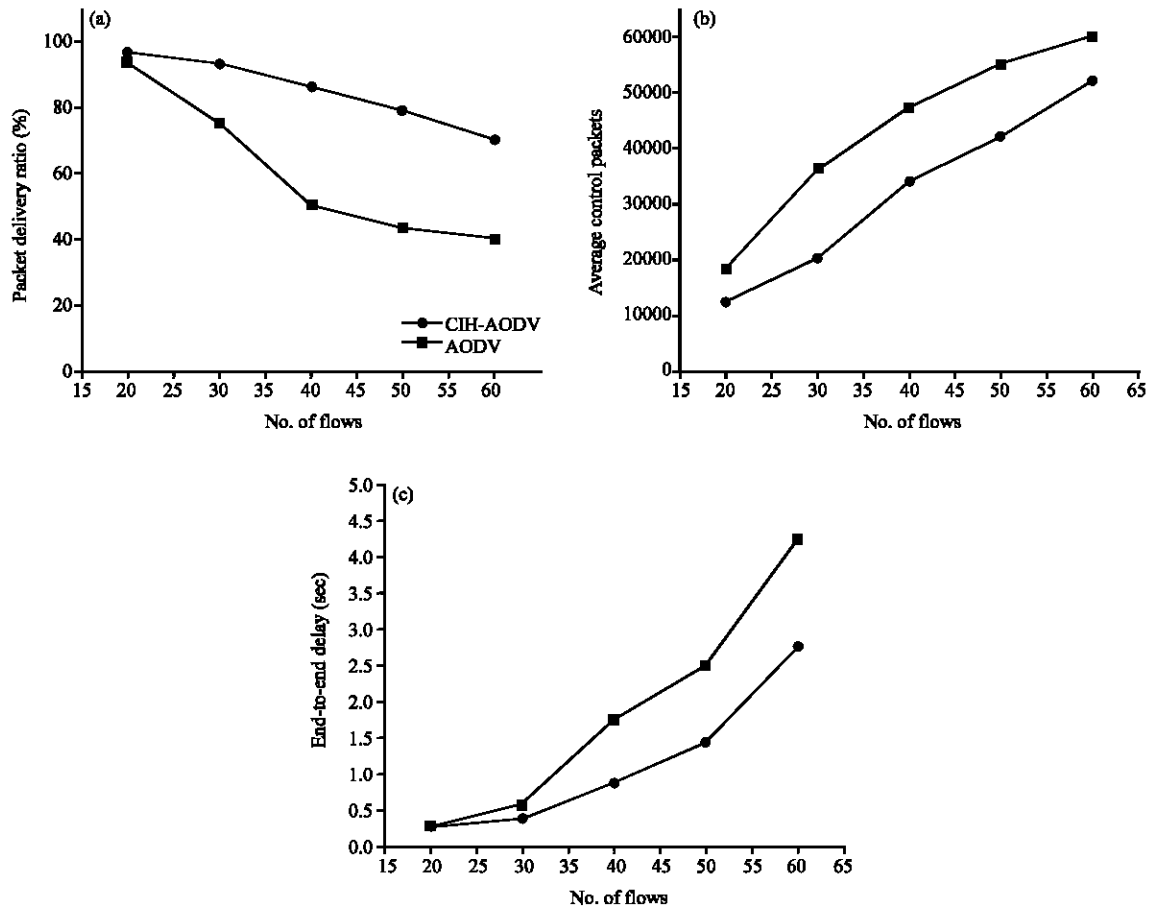 (a)
Packet delivery ratio (%)
100
80
60
40
20
0
15 20 25 30 35 40 45 50 55 60
No. of flows
CIH-AODV
AODV
(b)
Average control packets
60000
50000
40000
30000
20000
10000
0
15 20 25 30 35 40 45 50 55 60 65
No. of flows
(c)
End-to-end delay (sec)
5.0
4.5
4.0
3.5
3.0
2.5
2.0
1.5
1.0
0.5
0.0
15 20 25 30 35 40 45 50 55 60 65
No. of flows